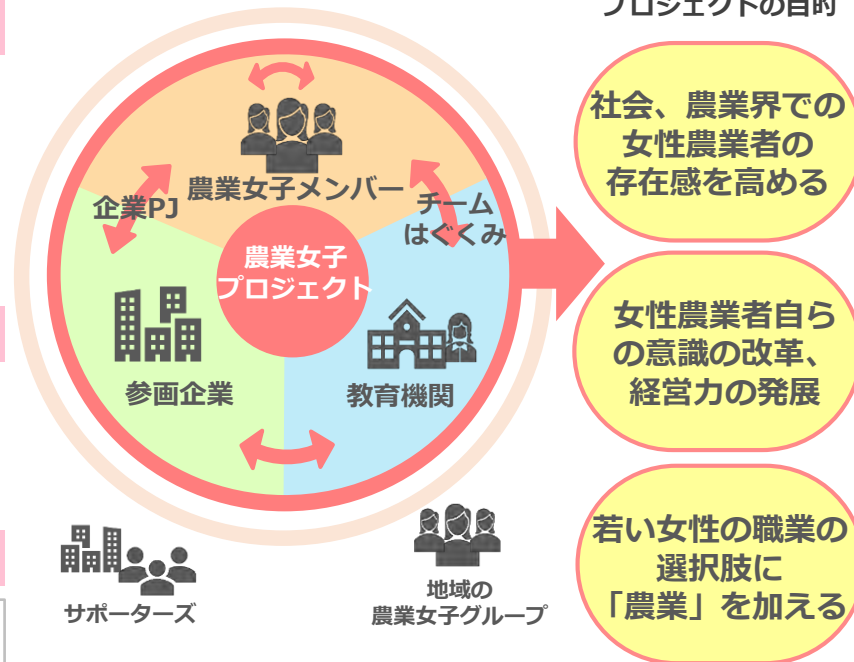 プロジェクトの目的
農業女子メンバー
企業PJ
チーム
はぐくみ
農業女子
プロジェクト
参画企業
教育機関
サポーターズ
地域の
農業女子グループ
社会、農業界での
女性農業者の
存在感を高める
女性農業者自ら
の意識の改革、
経営力の発展
若い女性の職業の
選択肢に
「農業」を加える